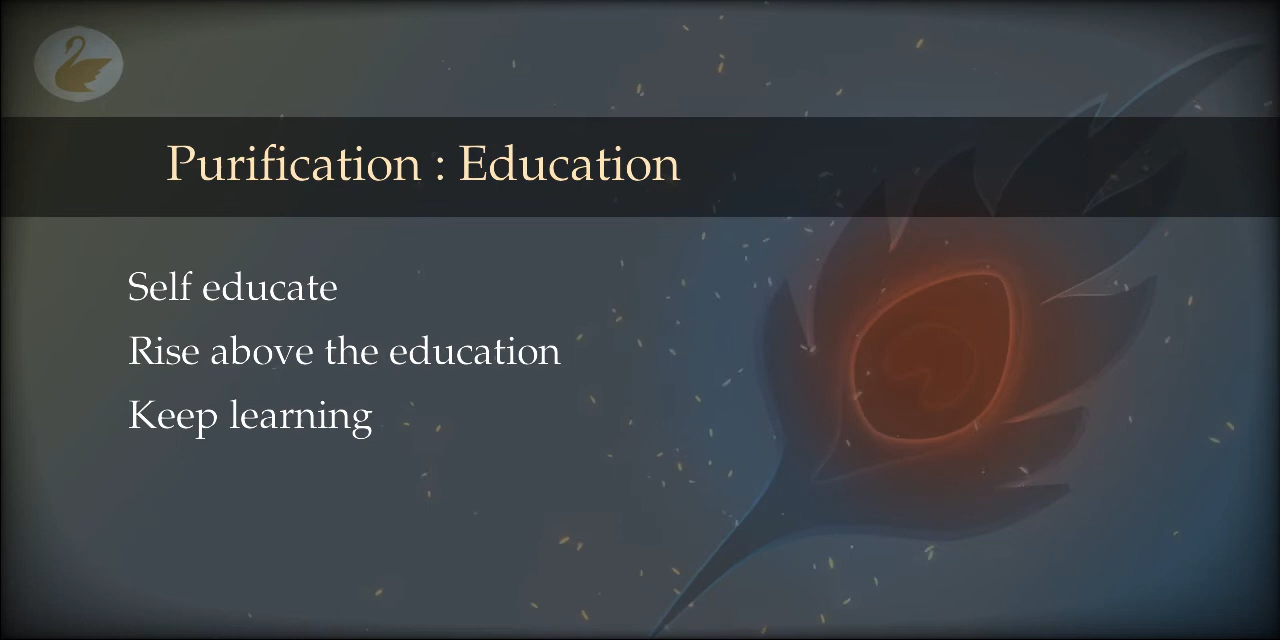 Purification : Education
Self educate
Rise above the education
Keep learning